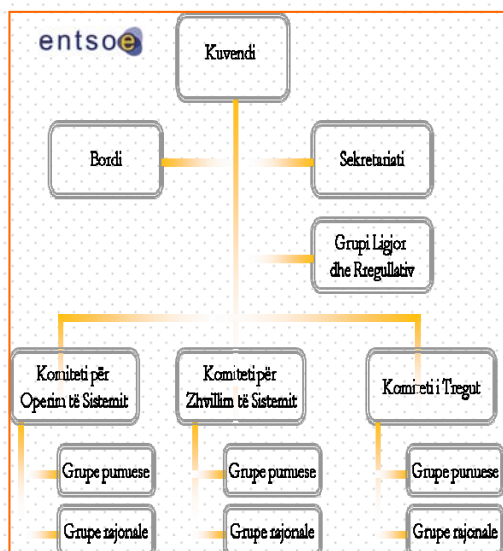 entsoe
Kuvendi
Bordi
Sekretariati
Grupi Ligjor
dhe Rregullativ
Komiteti për
Operim të Sistemit
Komiteti për
Zhvillim të Sistemit
Komiteti i Tregut
Grupe punuese
Grupe punuese
Grupe punuese
Grupe rajonale
Grupe rajonale
Grupe rajonale